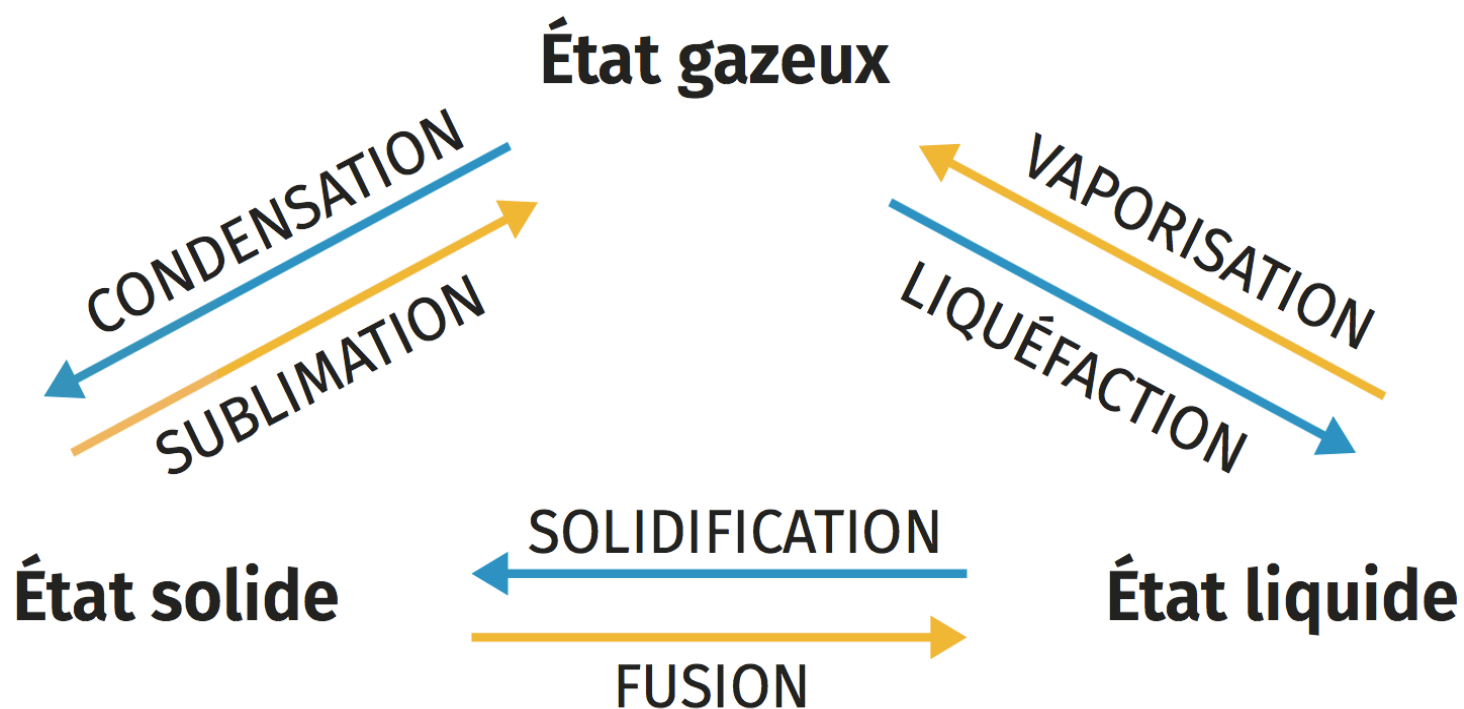 État gazeux
CONDENSATION
SUBLIMATION
VAPORISATION
LIQUÉFACTION
SOLIDIFICATION
État solide
État liquide
FUSION